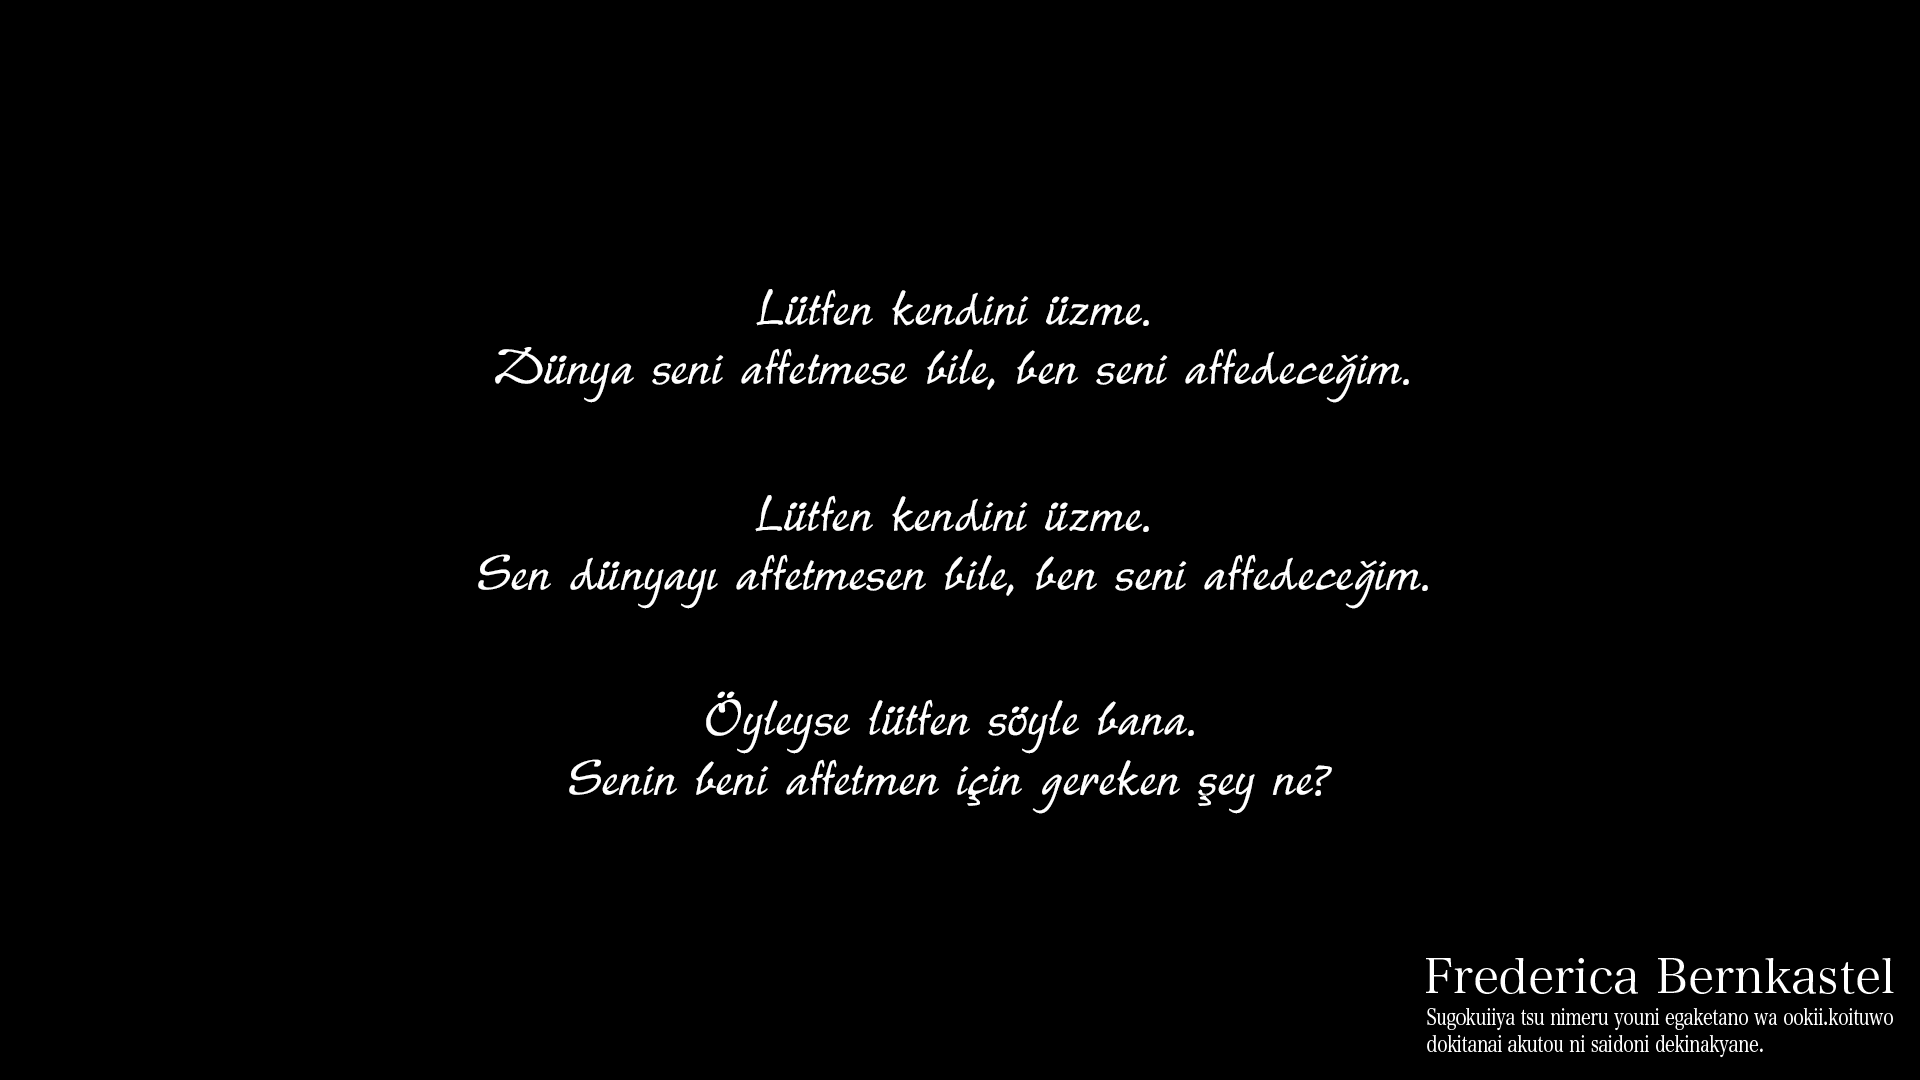 Lütfen kendini üzme.
Dünya seni affetmese bile, ben seni affedeceğim.
Lütfen kendini üzme.
Sen dünyayı affetmesen bile, ben seni affedeceğim.
Öyleyse lütfen söyle bana.
Senin beni affetmen için gereken şey ne?
Frederica Bernkastel
Sugokuiiya tsu nimeru youni egaketano wa ookii.koituwo
dokitanai akutou ni saidoni dekinakyane.